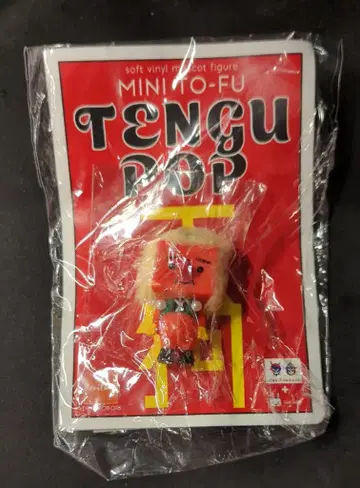 soft vinyl mascot figure
MINI TO-FU
TENGU
POP